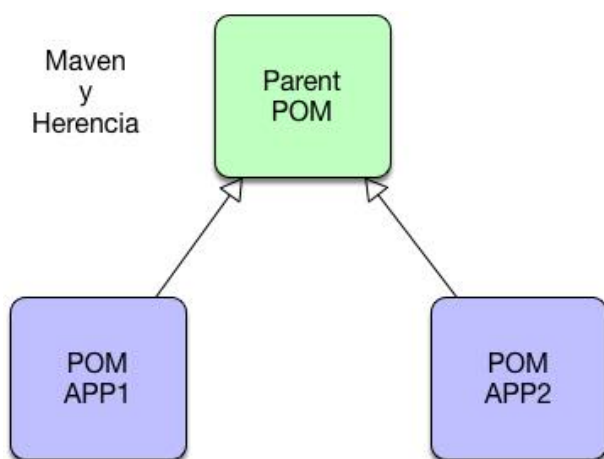 Maven
y
Herencia
Parent
POM
POM
APP1
POM
APP2